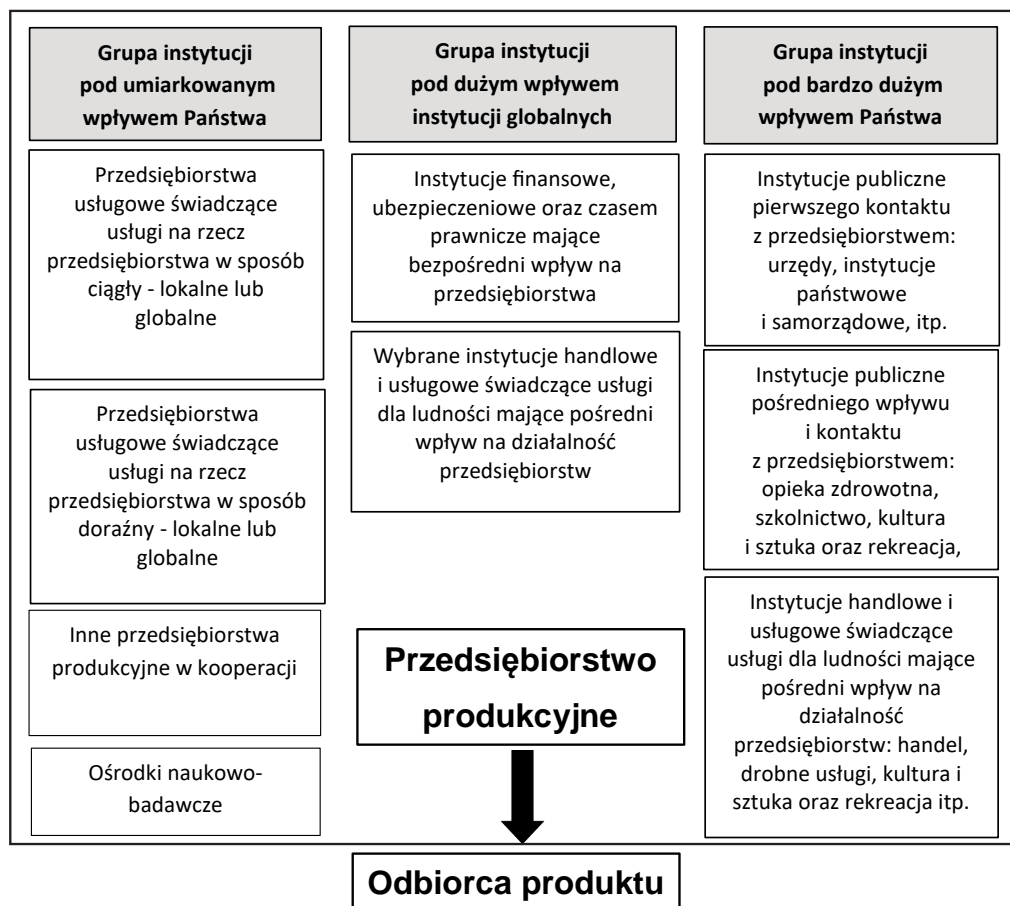 Grupa instytucji
pod umiarkowanym
wpływem Państwa
Przedsiębiorstwa
usługowe świadczące
usługi na rzecz
przedsiębiorstwa w sposób
ciągły - lokalne lub
globalne
Przedsiębiorstwa
usługowe świadczące
usługi na rzecz
przedsiębiorstwa w sposób
doraźny - lokalne lub
globalne
Inne przedsiębiorstwa
produkcyjne w kooperacji
Ośrodki naukowo-
badawcze
Grupa instytucji
pod dużym wpływem
instytucji globalnych
Instytucje finansowe,
ubezpieczeniowe oraz czasem
prawnicze mające
bezpośredni wpływ na
przedsiębiorstwa
Wybrane instytucje handlowe
i usługowe świadczące usługi
dla ludności mające pośredni
wpływ na działalność
przedsiębiorstw
Przedsiębiorstwo
produkcyjne
Grupa instytucji
pod bardzo dużym
wpływem Państwa
Instytucje publiczne
pierwszego kontaktu
z przedsiębiorstwem:
urzędy, instytucje
państwowe
i samorządowe, itp.
Instytucje publiczne
pośredniego wpływu
i kontaktu
z przedsiębiorstwem:
opieka zdrowotna,
szkolnictwo, kultura
i sztuka oraz rekreacja,
Instytucje handlowe i
usługowe świadczące
usługi dla ludności mające
pośredni wpływ na
działalność
przedsiębiorstw: handel,
drobne usługi, kultura i
sztuka oraz rekreacja itp.
Odbiorca produktu